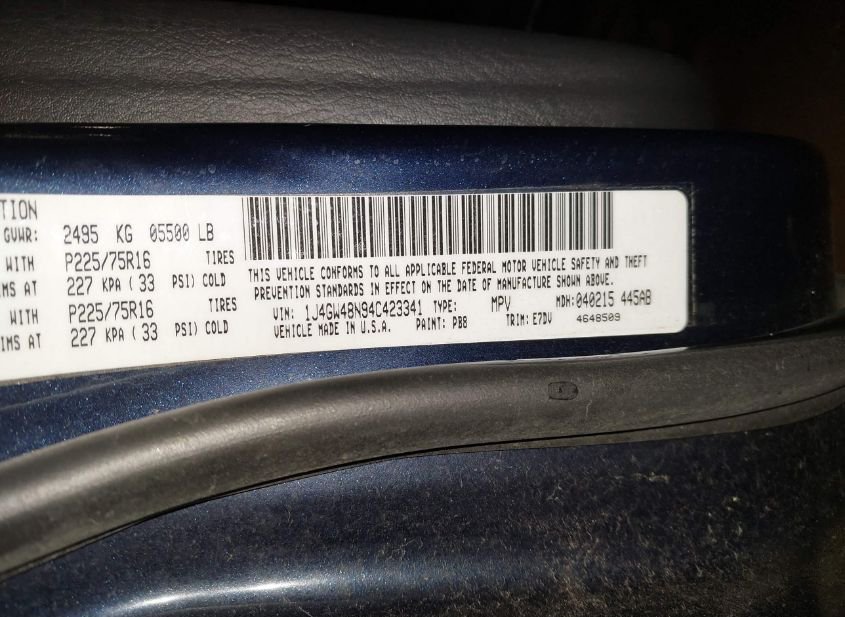 TION
GVWR: 2495 KG 05500 LB
WITH P225/75R16 TIRES
IMS AT 227 KPA ( 33 PSI) COLD
WITH P225/75R16 TIRES
IMS AT 227 KPA ( 33 PSI) COLD
THIS VEHICLE CONFORMS TO ALL APPLICABLE FEDERAL MOTOR VEHICLE SAFETY AND THEFT
PREVENTION STANDARDS IN EFFECT ON THE DATE OF MANUFACTURE SHOWN ABOVE.
VIN: 1J4GW48N94C423341 TYPE: MPV MDH: 040215 445AB
VEHICLE MADE IN U.S.A. PAINT: PB8 TRIM: E7DV 4648509